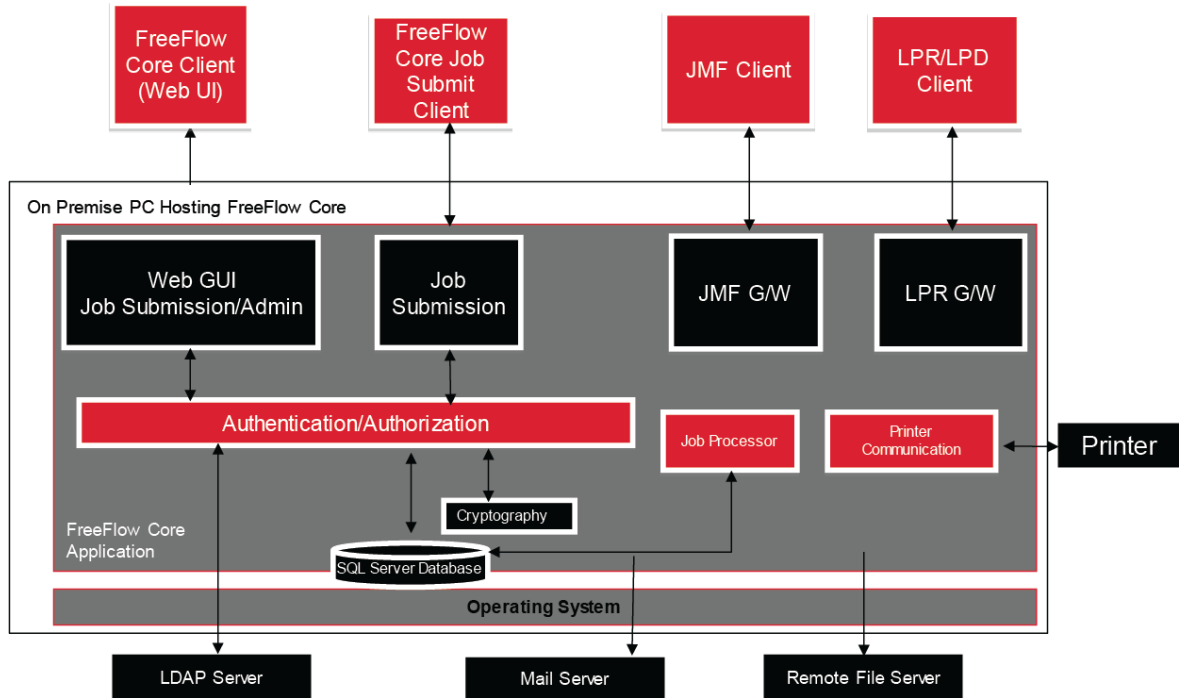 FreeFlow
Core Client
(Web UI)
FreeFlow
Core Job
Submit
Client
JMF Client
LPR/LPD
Client
On Premise PC Hosting FreeFlow Core
Web GUI
Job Submission/Admin
Job
Submission
JMF G/W
LPR G/W
Authentication/Authorization
Job Processor
Printer
Communication
Printer
Cryptography
FreeFlow Core
Application
SQL Server Database
Operating System
LDAP Server
Mail Server
Remote File Server